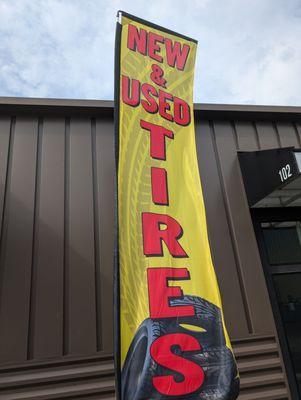 NEW
&
USED
TIRES
102